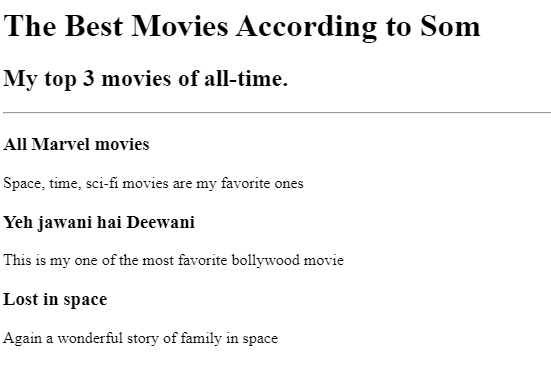 The Best Movies According to Som
My top 3 movies of all-time.
All Marvel movies
Space, time, sci-fi movies are my favorite ones
Yeh jawani hai Deewani
This is my one of the most favorite bollywood movie
Lost in space
Again a wonderful story of family in space